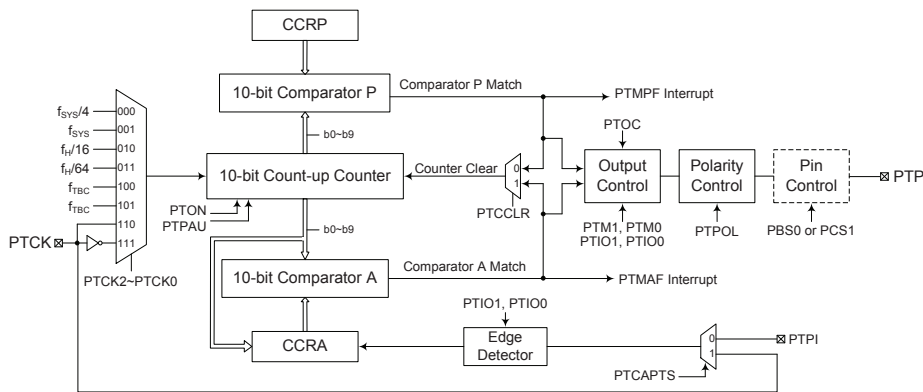 CCRP
10-bit Comparator P
Comparator P Match
PTMPF Interrupt
b0~b9
PTOC
fSYS/4 000
fSYS 001
fH/16 010
fH/64 011
fTBC 100
fTBC 101
110
111
PTCK
PTCK2~PTCK0
10-bit Count-up Counter
Counter Clear
0
1
PTCCLR
Output Control
Polarity Control
Pin Control
PTP
PTON
PTPAU
PTM1, PTM0
PTIO1, PTIO0
PTPOL
PBS0 or PCS1
b0~b9
10-bit Comparator A
Comparator A Match
PTMAF Interrupt
PTIO1, PTIO0
CCRA
Edge Detector
0
1
PTPI
PTCAPTS